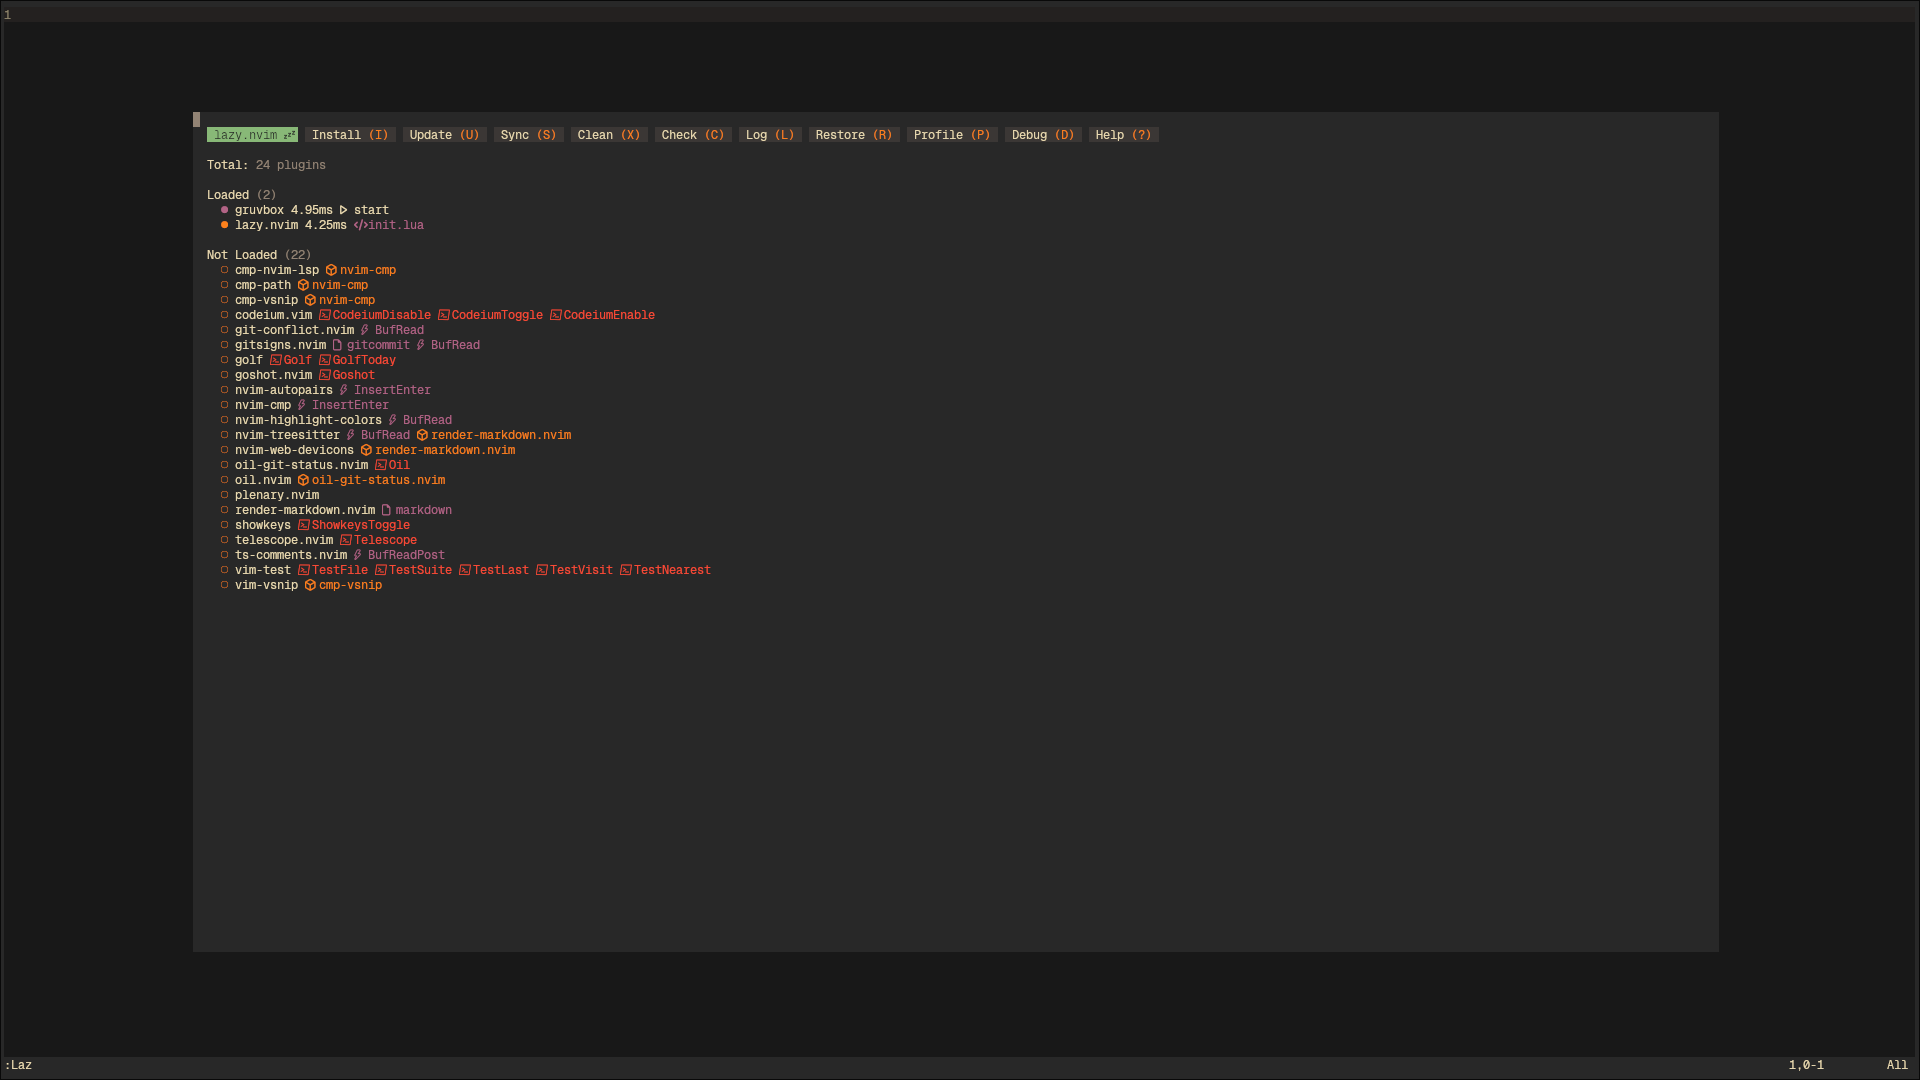 1
lazy.nvim zzz Install (I) Update (U) Sync (S) Clean (X) Check (C) Log (L) Restore (R) Profile (P) Debug (D) Help (?)
Total: 24 plugins
Loaded (2)
gruvbox 4.95ms start
lazy.nvim 4.25ms </>init.lua
Not Loaded (22)
cmp-nvim-lsp nvim-cmp
cmp-path nvim-cmp
cmp-vsnip nvim-cmp
codeium.vim CodeiumDisable CodeiumToggle CodeiumEnable
git-conflict.nvim BufRead
gitsigns.nvim gitcommit BufRead
golf Golf GolfToday
goshot.nvim Goshot
nvim-autopairs InsertEnter
nvim-cmp InsertEnter
nvim-highlight-colors BufRead
nvim-treesitter BufRead render-markdown.nvim
nvim-web-devicons render-markdown.nvim
oil-git-status.nvim Oil
oil.nvim oil-git-status.nvim
plenary.nvim
render-markdown.nvim markdown
showkeys ShowkeysToggle
telescope.nvim Telescope
ts-comments.nvim BufReadPost
vim-test TestFile TestSuite TestLast TestVisit TestNearest
vim-vsnip cmp-vsnip
:Laz 1,0-1 All